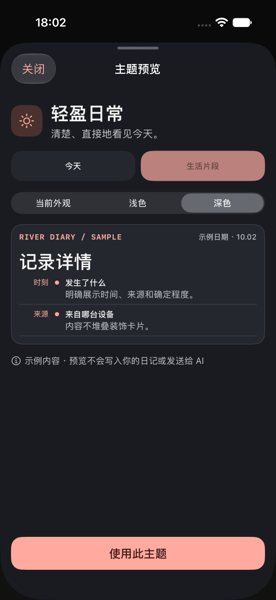 18:02
关闭
主题预览
轻盈日常
清楚、直接地看见今天。
今天
生活片段
当前外观
浅色
深色
RIVER DIARY / SAMPLE
示例日期 · 10.02
记录详情
时刻
发生了什么
明确展示时间、来源和确定程度。
来源
来自哪台设备
内容不堆叠装饰卡片。
示例内容 · 预览不会写入你的日记或发送给 AI
使用此主题